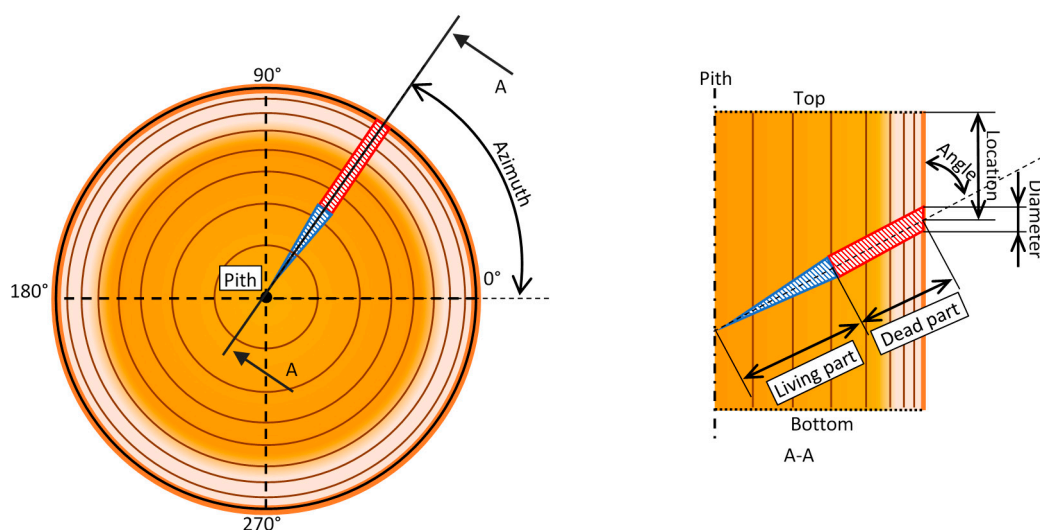 90°
A
Azimuth
Pith
0°
180°
A
270°
Pith
Top
Location
Angle
Diameter
Dead part
Living part
Bottom
A-A